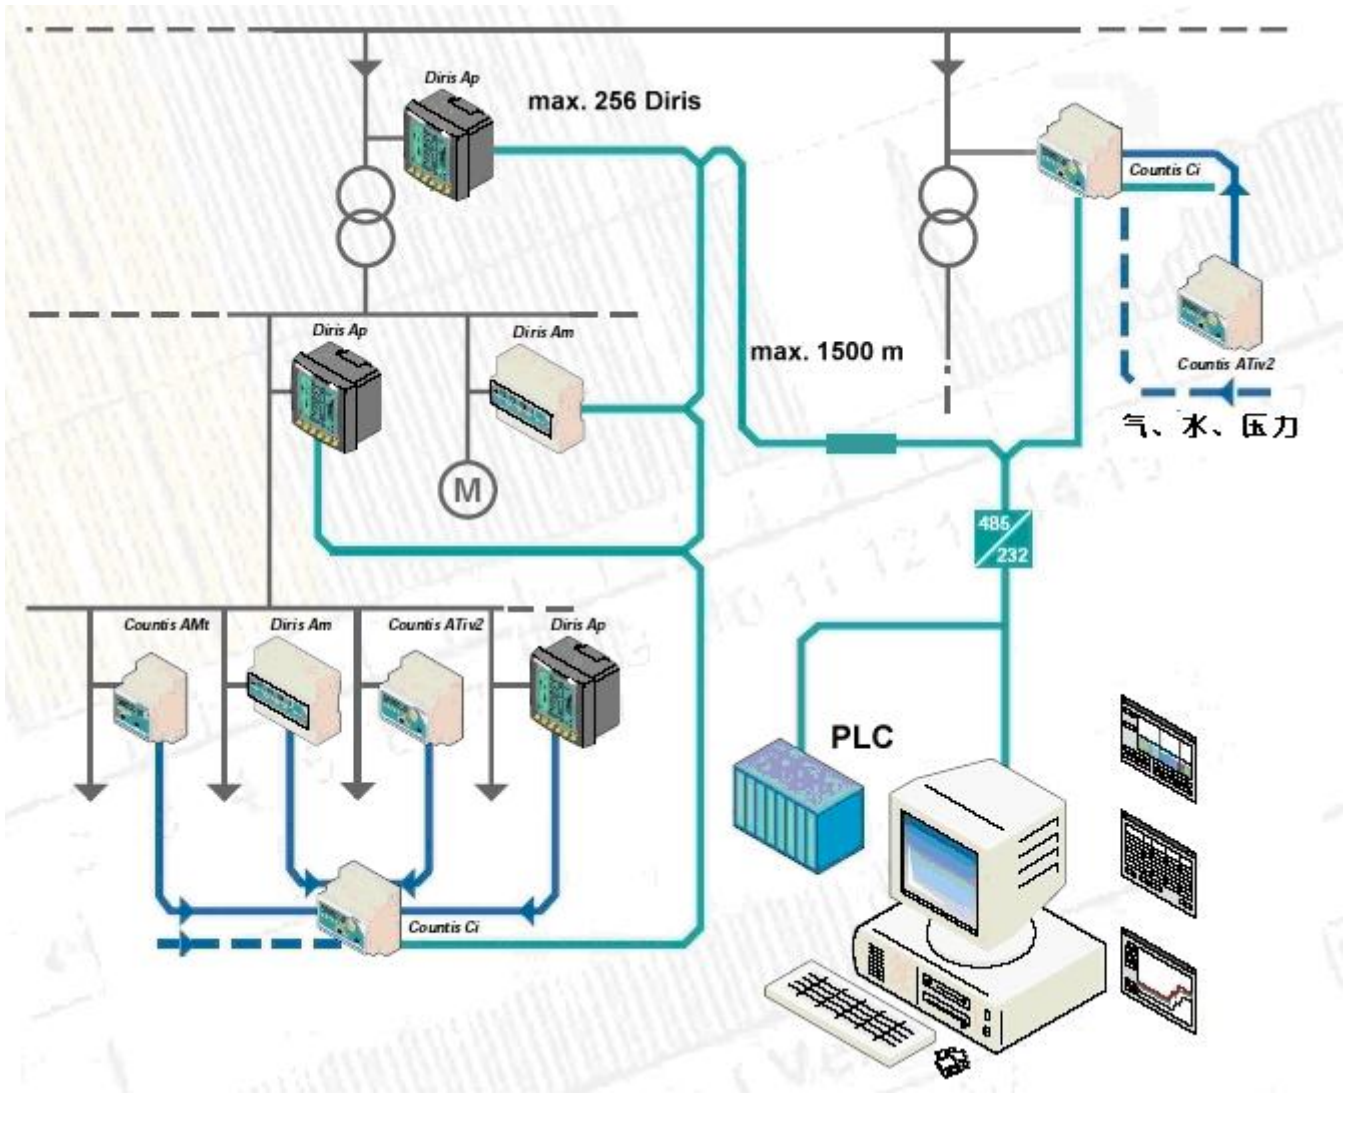 Diris Ap
max. 256 Diris
Countis Ci
Diris Ap
Diris Am
max. 1500 m
Countis ATiv2
气、水、压力
M
485
232
Countis AMt
Diris Am
Countis ATiv2
Diris Ap
PLC
Countis Ci